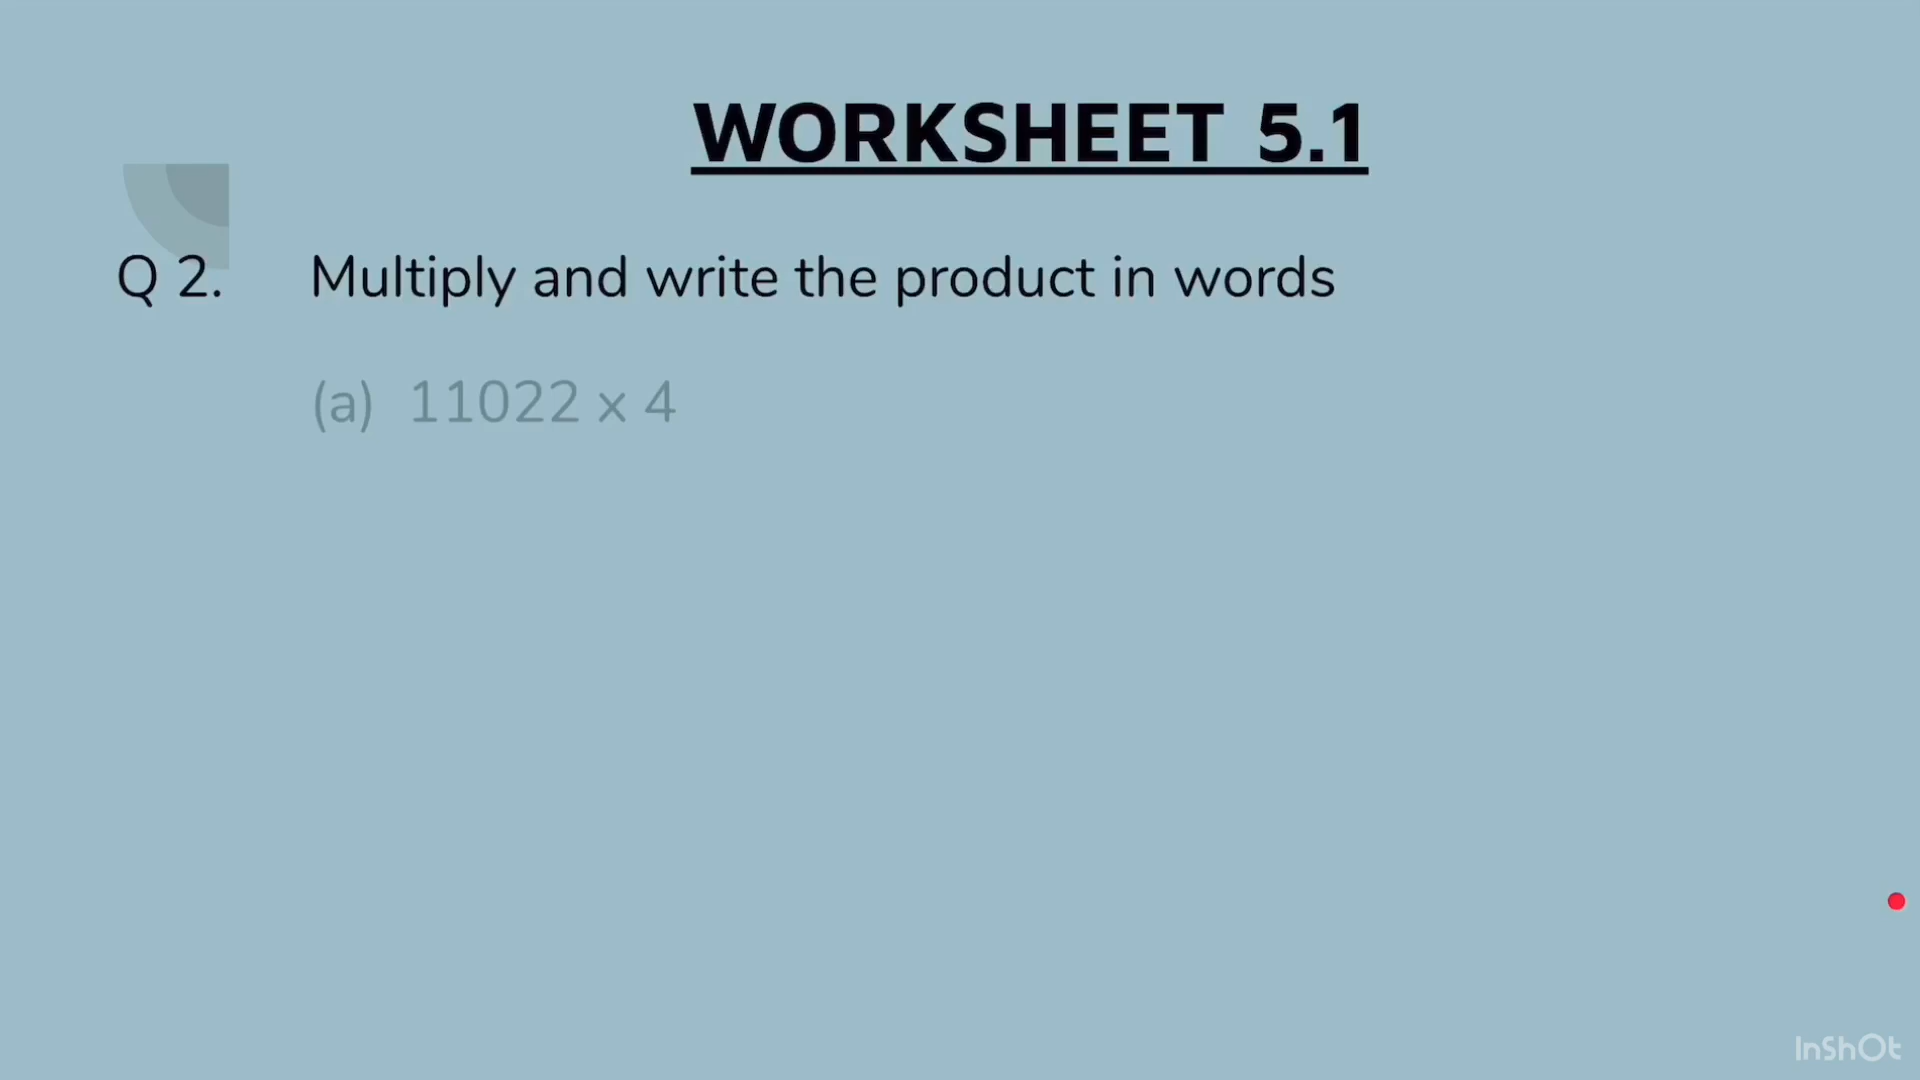 WORKSHEET 5.1
Q 2. Multiply and write the product in words
(a) 11022 x 4
InShOt